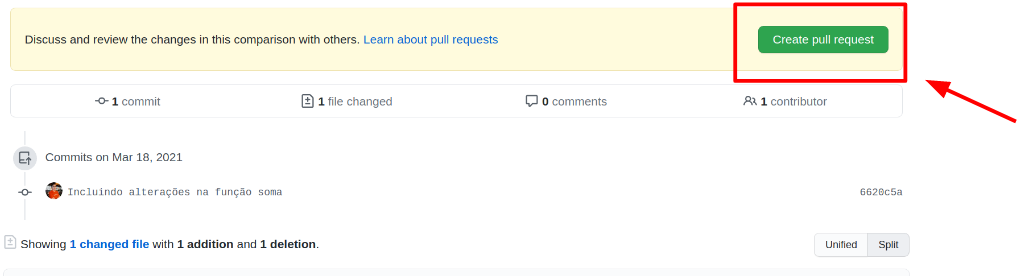 Discuss and review the changes in this comparison with others. Learn about pull requests
Create pull request
1 commit
1 file changed
0 comments
1 contributor
Commits on Mar 18, 2021
Incluindo alterações na função soma
6620c5a
Showing 1 changed file with 1 addition and 1 deletion.
Unified
Split